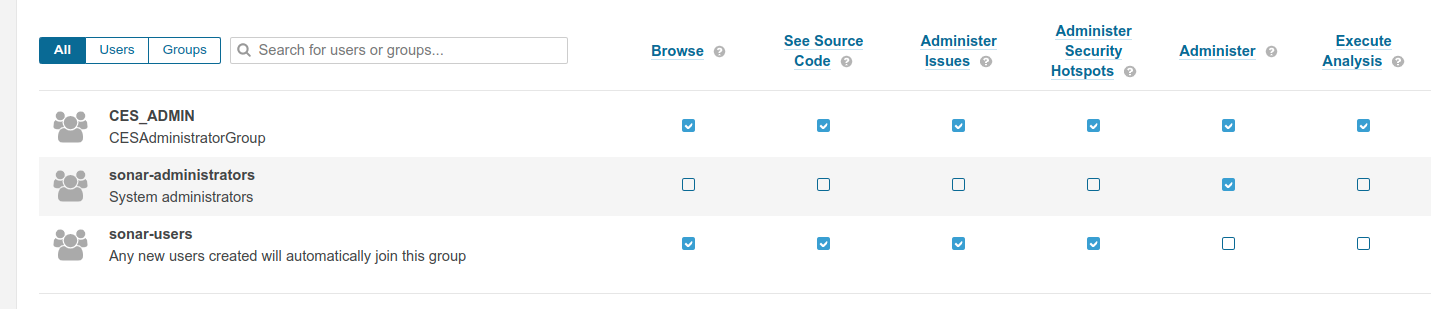 All Users Groups Search for users or groups...
Browse ?
See Source
Code ?
Administer
Issues ?
Administer
Security
Hotspots ?
Administer ?
Execute
Analysis ?
CES_ADMIN
CESAdministratorGroup
sonar-administrators
System administrators
sonar-users
Any new users created will automatically join this group